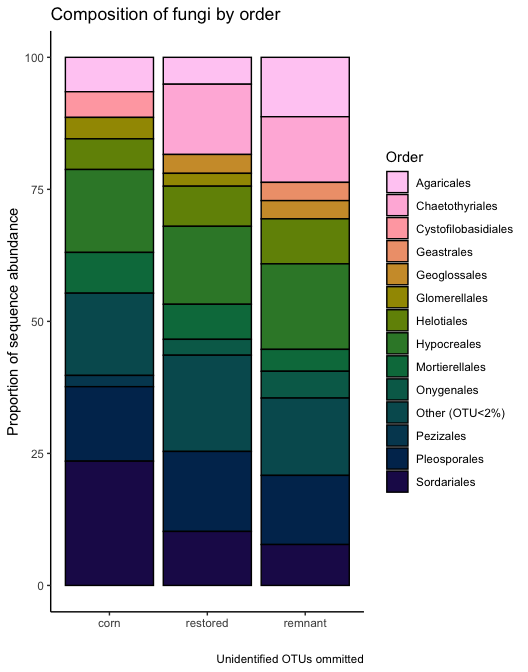 Composition of fungi by order
Proportion of sequence abundance
100
75
50
25
0
corn restored remnant
Unidentified OTUs ommitted
Order
Agaricales
Chaetothyriales
Cystofilobasidiales
Geastrales
Geoglossales
Glomerellales
Helotiales
Hypocreales
Mortierellales
Onygenales
Other (OTU<2%)
Pezizales
Pleosporales
Sordariales